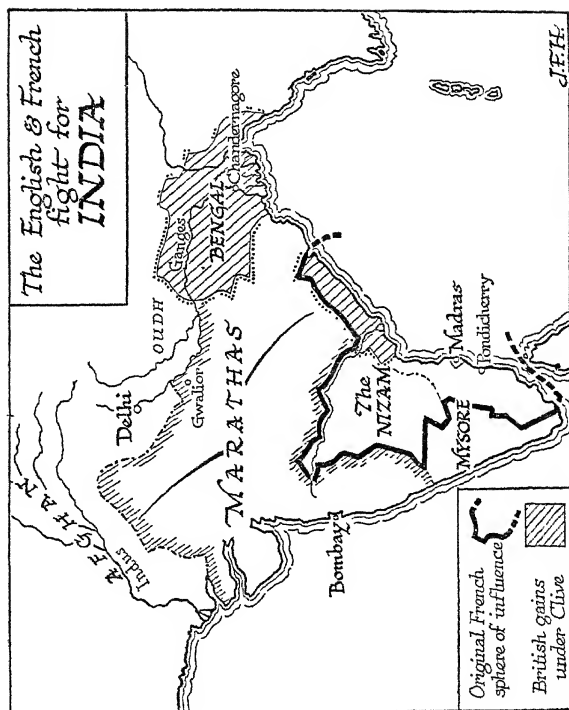 The English & French
fight for
INDIA
AFGHAN
Indus
Delhi
OUDH
Gwalior
Ganges
BENGAL
Chandernagore
MARATHAS
Bombay
The
NIZAM
MYSORE
Madras
Pondicherry
Original French
sphere of influence
British gains
under Clive
J.F.H.